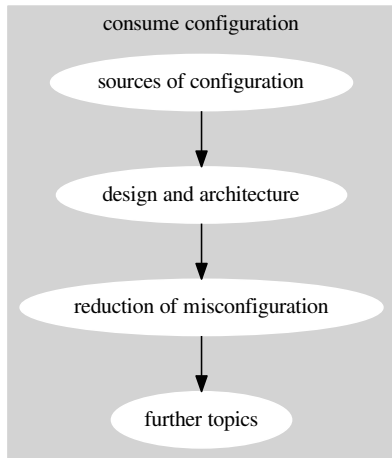 consume configuration
sources of configuration
design and architecture
reduction of misconfiguration
further topics